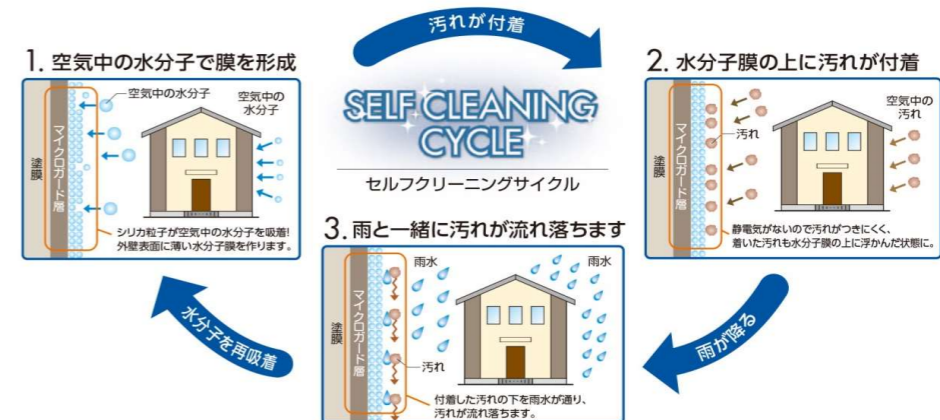 汚れが付着
1. 空気中の水分子で膜を形成
空気中の水分子
空気中の
水分子
マイクロガード層
塗膜
シリカ粒子が空気中の水分子を吸着!
外壁表面に薄い水分子膜を作ります。
SELF CLEANING
CYCLE
セルフクリーニングサイクル
2. 水分子膜の上に汚れが付着
空気中の
汚れ
汚れ
マイクロガード層
塗膜
静電気がないので汚れがつきにくく、
着いた汚れも水分子膜の上に浮かんだ状態に。
雨が降る
3. 雨と一緒に汚れが流れ落ちます
雨水
雨水
マイクロガード層
塗膜
汚れ
付着した汚れの下を雨水が通り、
汚れが流れ落ちます。
水分子を再吸着